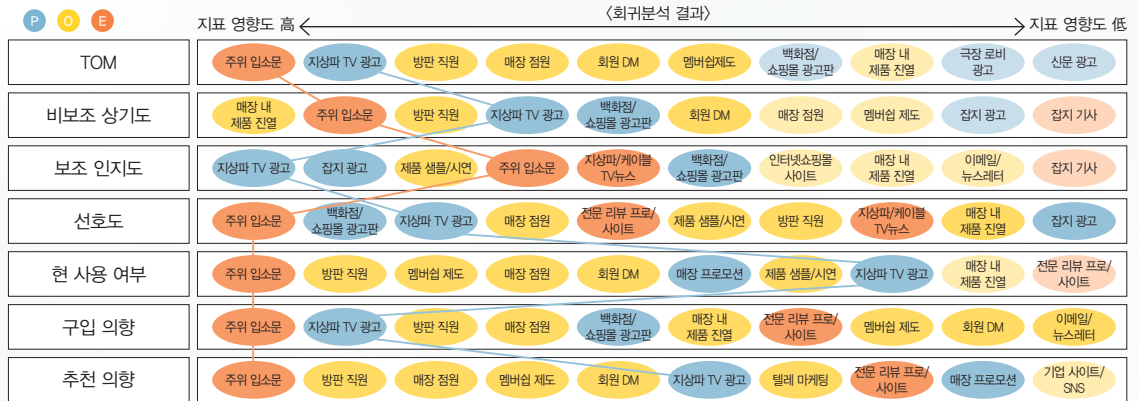 P O E
<회귀분석 결과>
지표 영향도 高
지표 영향도 低
TOM
주위 입소문
지상파 TV 광고
방판 직원
매장 점원
회원 DM
멤버쉽제도
백화점/
쇼핑몰 광고판
매장 내
제품 진열
극장 로비
광고
신문 광고
비보조 상기도
매장 내
제품 진열
주위 입소문
방판 직원
지상파 TV 광고
백화점/
쇼핑몰 광고판
회원 DM
매장 점원
멤버쉽 제도
잡지 광고
잡지 기사
보조 인지도
지상파 TV 광고
잡지 광고
제품 샘플/시연
주위 입소문
지상파/케이블
TV뉴스
백화점/
쇼핑몰 광고판
인터넷쇼핑몰
사이트
매장 내
제품 진열
이메일/
뉴스레터
잡지 기사
선호도
주위 입소문
백화점/
쇼핑몰 광고판
지상파 TV 광고
매장 점원
전문 리뷰 프로/
사이트
제품 샘플/시연
방판 직원
지상파/케이블
TV뉴스
매장 내
제품 진열
잡지 광고
현 사용 여부
주위 입소문
방판 직원
멤버쉽 제도
매장 점원
회원 DM
매장 프로모션
제품 샘플/시연
지상파 TV 광고
매장 내
제품 진열
전문 리뷰 프로/
사이트
구입 의향
주위 입소문
지상파 TV 광고
방판 직원
매장 점원
백화점/
쇼핑몰 광고판
매장 내
제품 진열
전문 리뷰 프로/
사이트
멤버쉽 제도
회원 DM
이메일/
뉴스레터
추천 의향
주위 입소문
방판 직원
매장 점원
멤버쉽 제도
회원 DM
지상파 TV 광고
텔레 마케팅
전문 리뷰 프로/
사이트
매장 프로모션
기업 사이트/
SNS